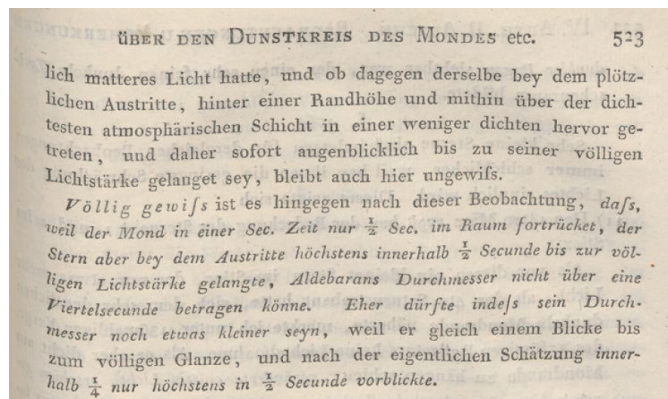 ÜBER DEN DUNSTKREIS DES MONDES etc. 523
lich matteres Licht hatte, und ob dagegen derselbe bey dem plötz-
lichen Austritte, hinter einer Randhöhe und mithin über der dich-
testen atmosphärischen Schicht in einer weniger dichten hervor ge-
treten, und daher sofort augenblicklich bis zu seiner völligen
Lichtstärke gelanget sey, bleibt auch hier ungewiſs.
Völlig gewiſs ist es hingegen nach dieser Beobachtung, daſs,
weil der Mond in einer Sec. Zeit nur ½ Sec. im Raum fortrücket, der
Stern aber bey dem Austritte höchstens innerhalb ½ Secunde bis zur völ-
ligen Lichtstärke gelangte, Aldebarans Durchmesser nicht über eine
Viertelsecunde betragen könne. Eher dürfte indeſs sein Durch-
messer noch etwas kleiner seyn, weil er gleich einem Blicke bis
zum völligen Glanze, und nach der eigentlichen Schätzung inner-
halb ¼ nur höchstens in ½ Secunde vorblickte.